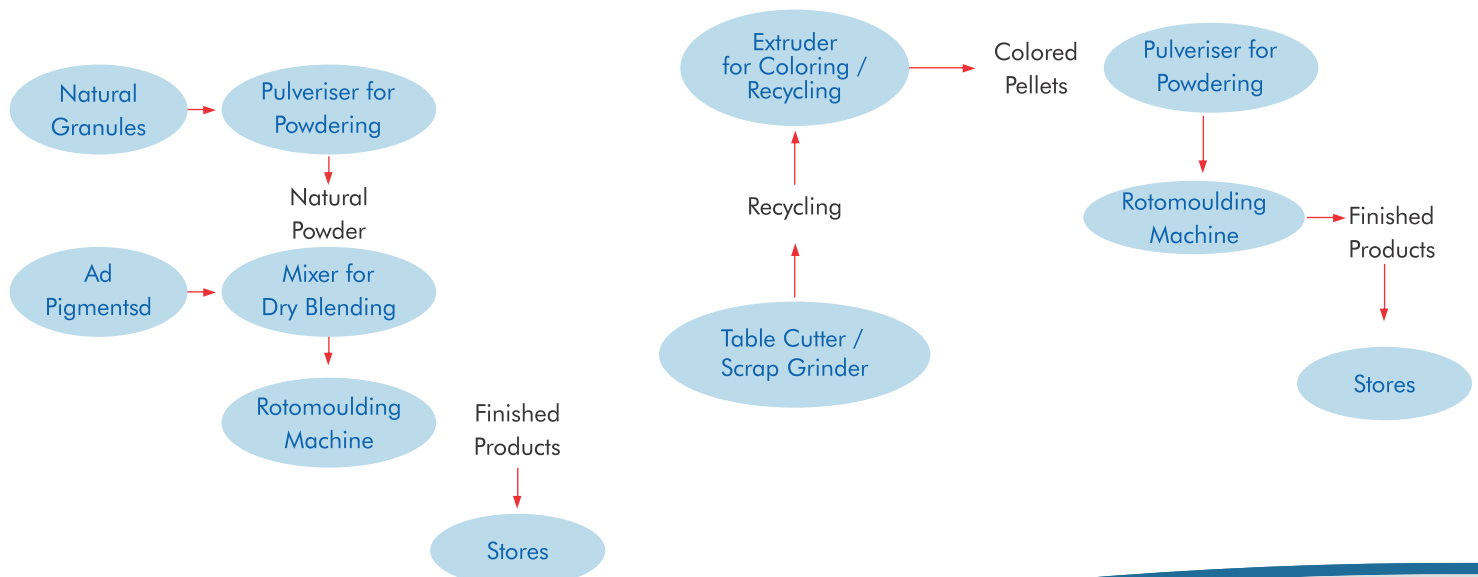 Natural
Granules
Pulveriser for
Powdering
Natural
Powder
Ad
Pigmentsd
Mixer for
Dry Blending
Rotomoulding
Machine
Finished
Products
Stores
Extruder
for Coloring /
Recycling
Colored
Pellets
Recycling
Table Cutter /
Scrap Grinder
Pulveriser for
Powdering
Rotomoulding
Machine
Finished
Products
Stores